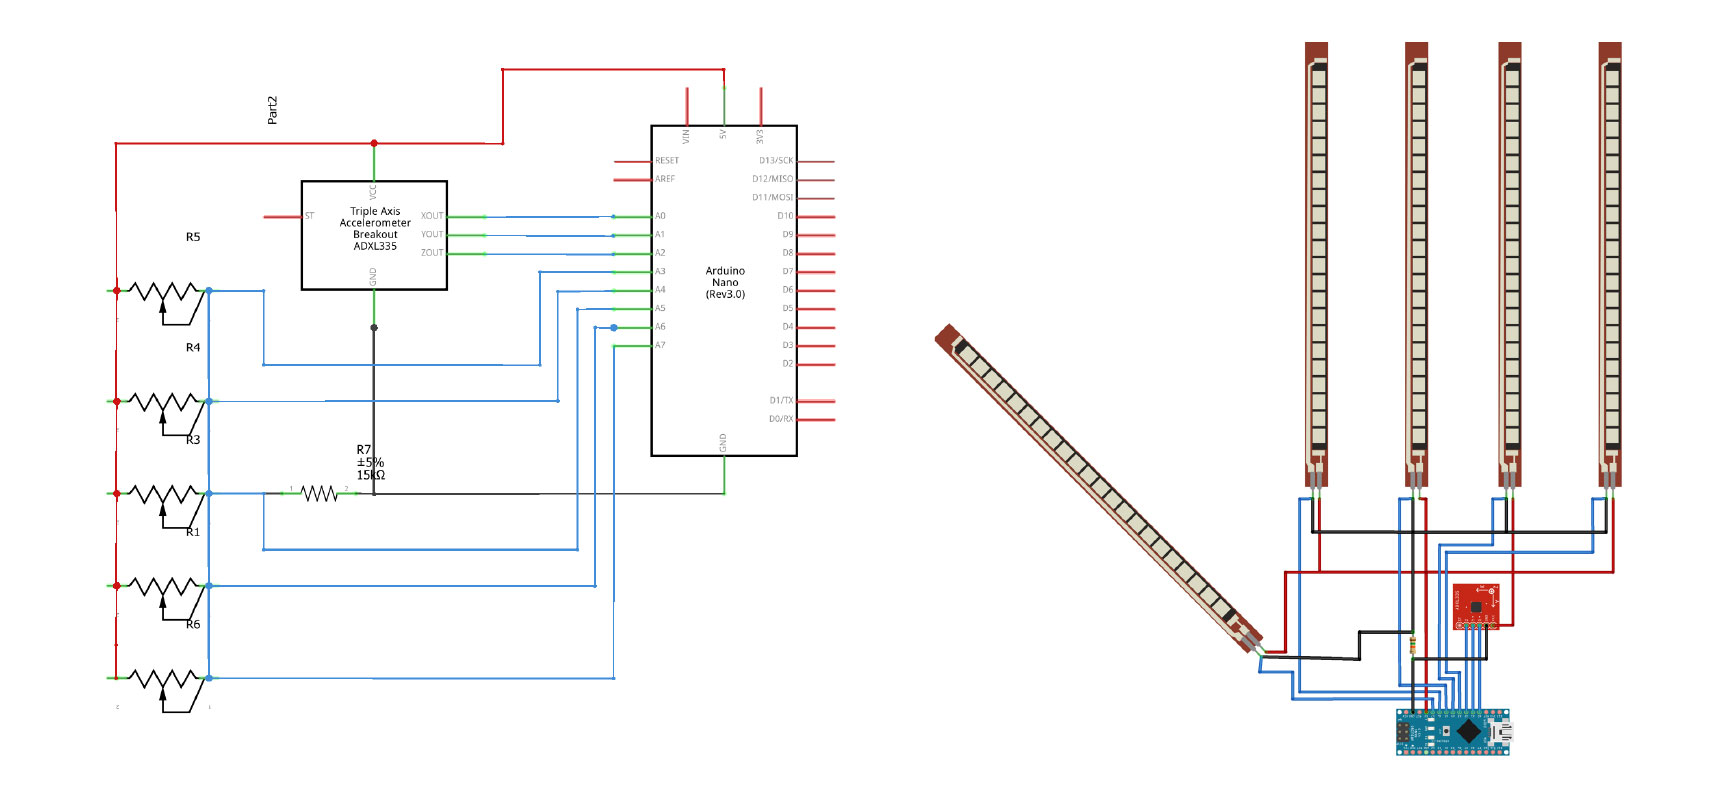 Part2
VIN
5V
3V3
RESET
AREF
A0
A1
A2
A3
A4
A5
A6
A7
D13/SCK
D12/MISO
D11/MOSI
D10
D9
D8
D7
D6
D5
D4
D3
D2
D1/TX
D0/RX
GND
Arduino
Nano
(Rev3.0)
VCC
ST
Triple Axis
Accelerometer
Breakout
ADXL335
XOUT
YOUT
ZOUT
GND
R5
R4
R3
R7
±5%
15kΩ
1
2
R1
R6
2
1
ADXL335